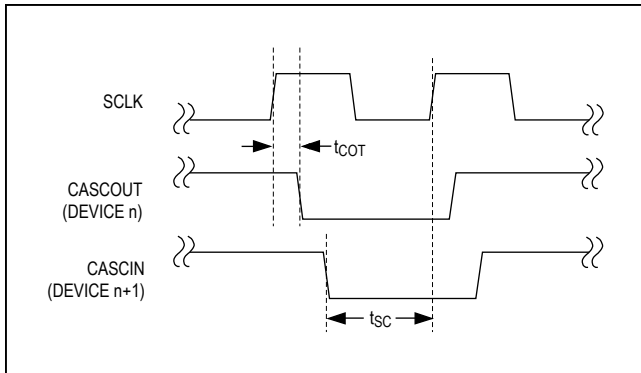 SCLK
tCOT
CASCOUT
(DEVICE n)
CASCIN
(DEVICE n+1)
tSC